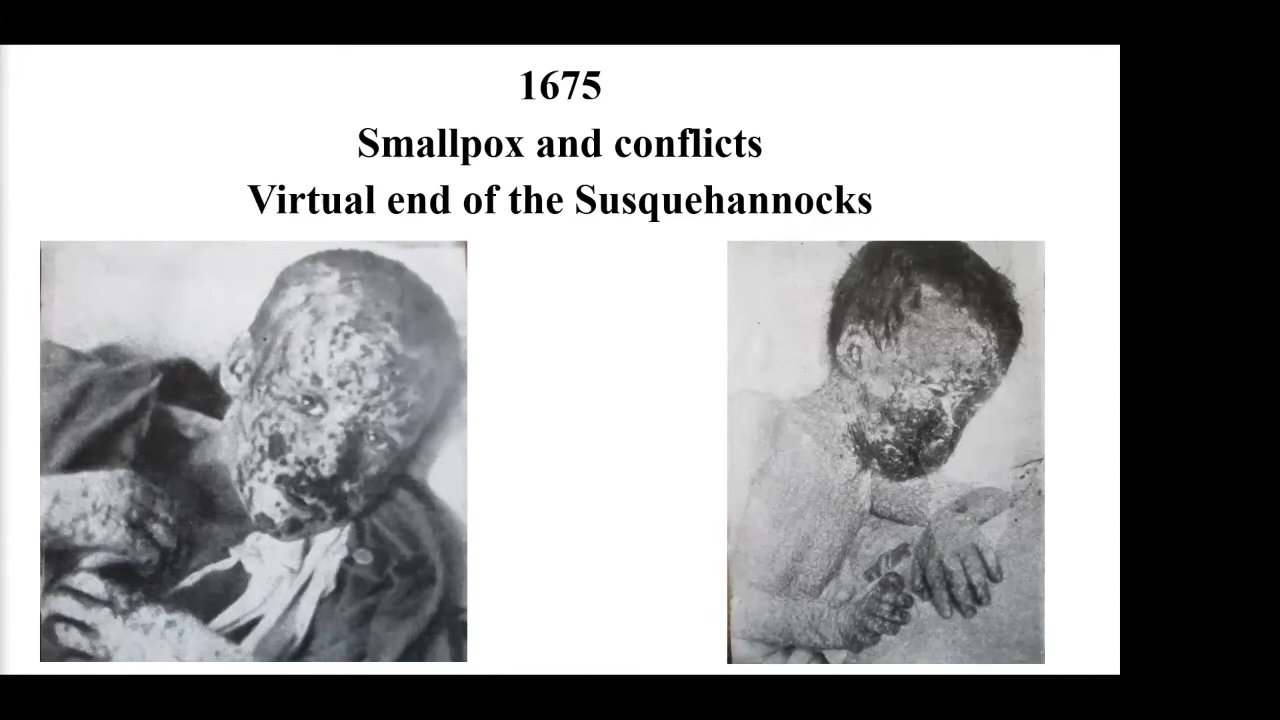 1675
Smallpox and conflicts
Virtual end of the Susquehannocks